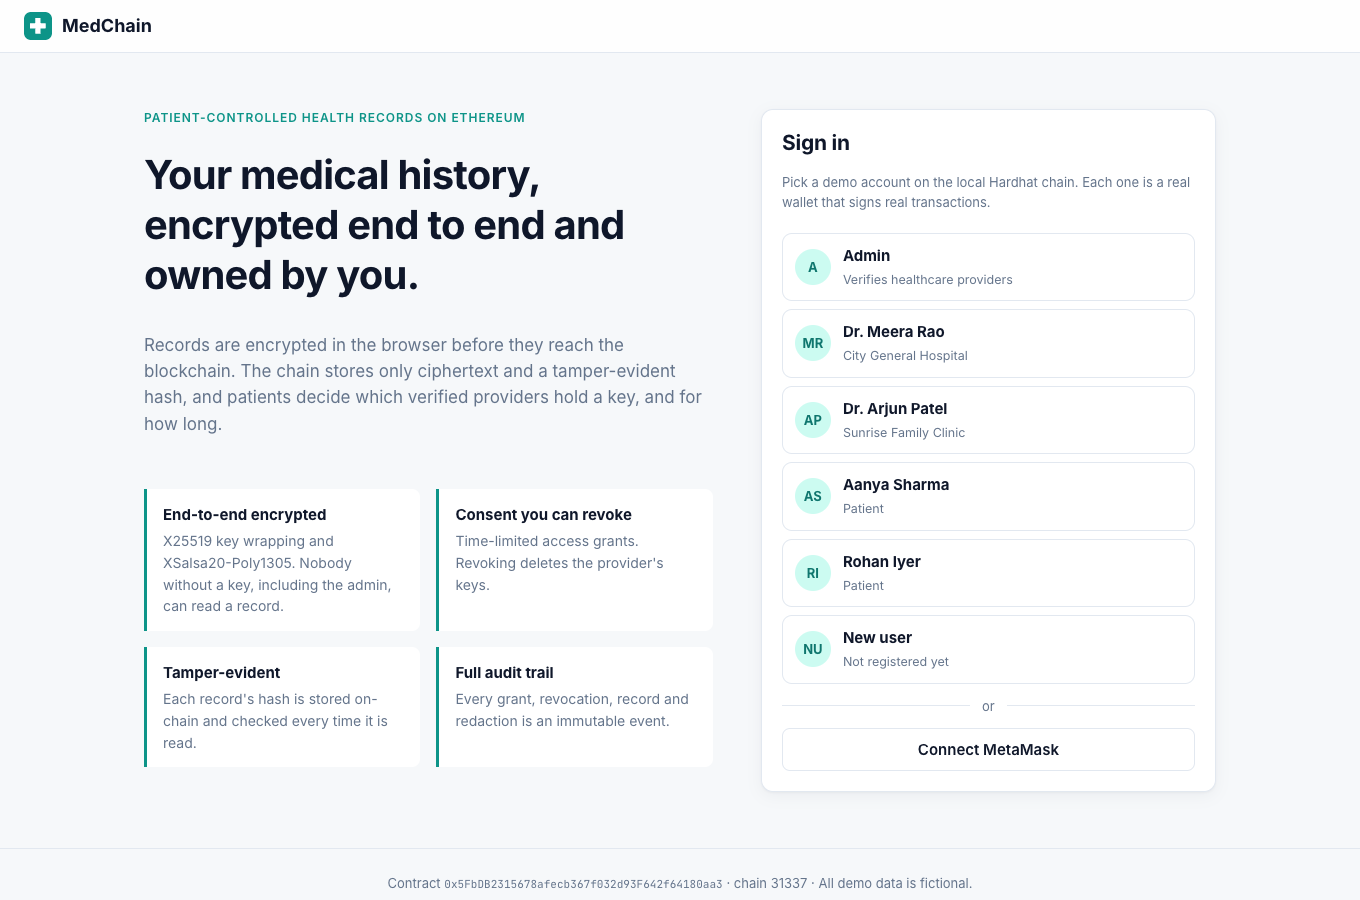 MedChain
PATIENT-CONTROLLED HEALTH RECORDS ON ETHEREUM
Your medical history,
encrypted end to end and
owned by you.
Records are encrypted in the browser before they reach the
blockchain. The chain stores only ciphertext and a tamper-evident
hash, and patients decide which verified providers hold a key, and for
how long.
End-to-end encrypted
X25519 key wrapping and
XSalsa20-Poly1305. Nobody
without a key, including the admin,
can read a record.
Consent you can revoke
Time-limited access grants.
Revoking deletes the provider's
keys.
Tamper-evident
Each record's hash is stored on-
chain and checked every time it is
read.
Full audit trail
Every grant, revocation, record and
redaction is an immutable event.
Sign in
Pick a demo account on the local Hardhat chain. Each one is a real
wallet that signs real transactions.
A
Admin
Verifies healthcare providers
MR
Dr. Meera Rao
City General Hospital
AP
Dr. Arjun Patel
Sunrise Family Clinic
AS
Aanya Sharma
Patient
RI
Rohan Iyer
Patient
NU
New user
Not registered yet
or
Connect MetaMask
Contract 0x5FbDB2315678afecb367f032d93F642f64180aa3 · chain 31337 · All demo data is fictional.